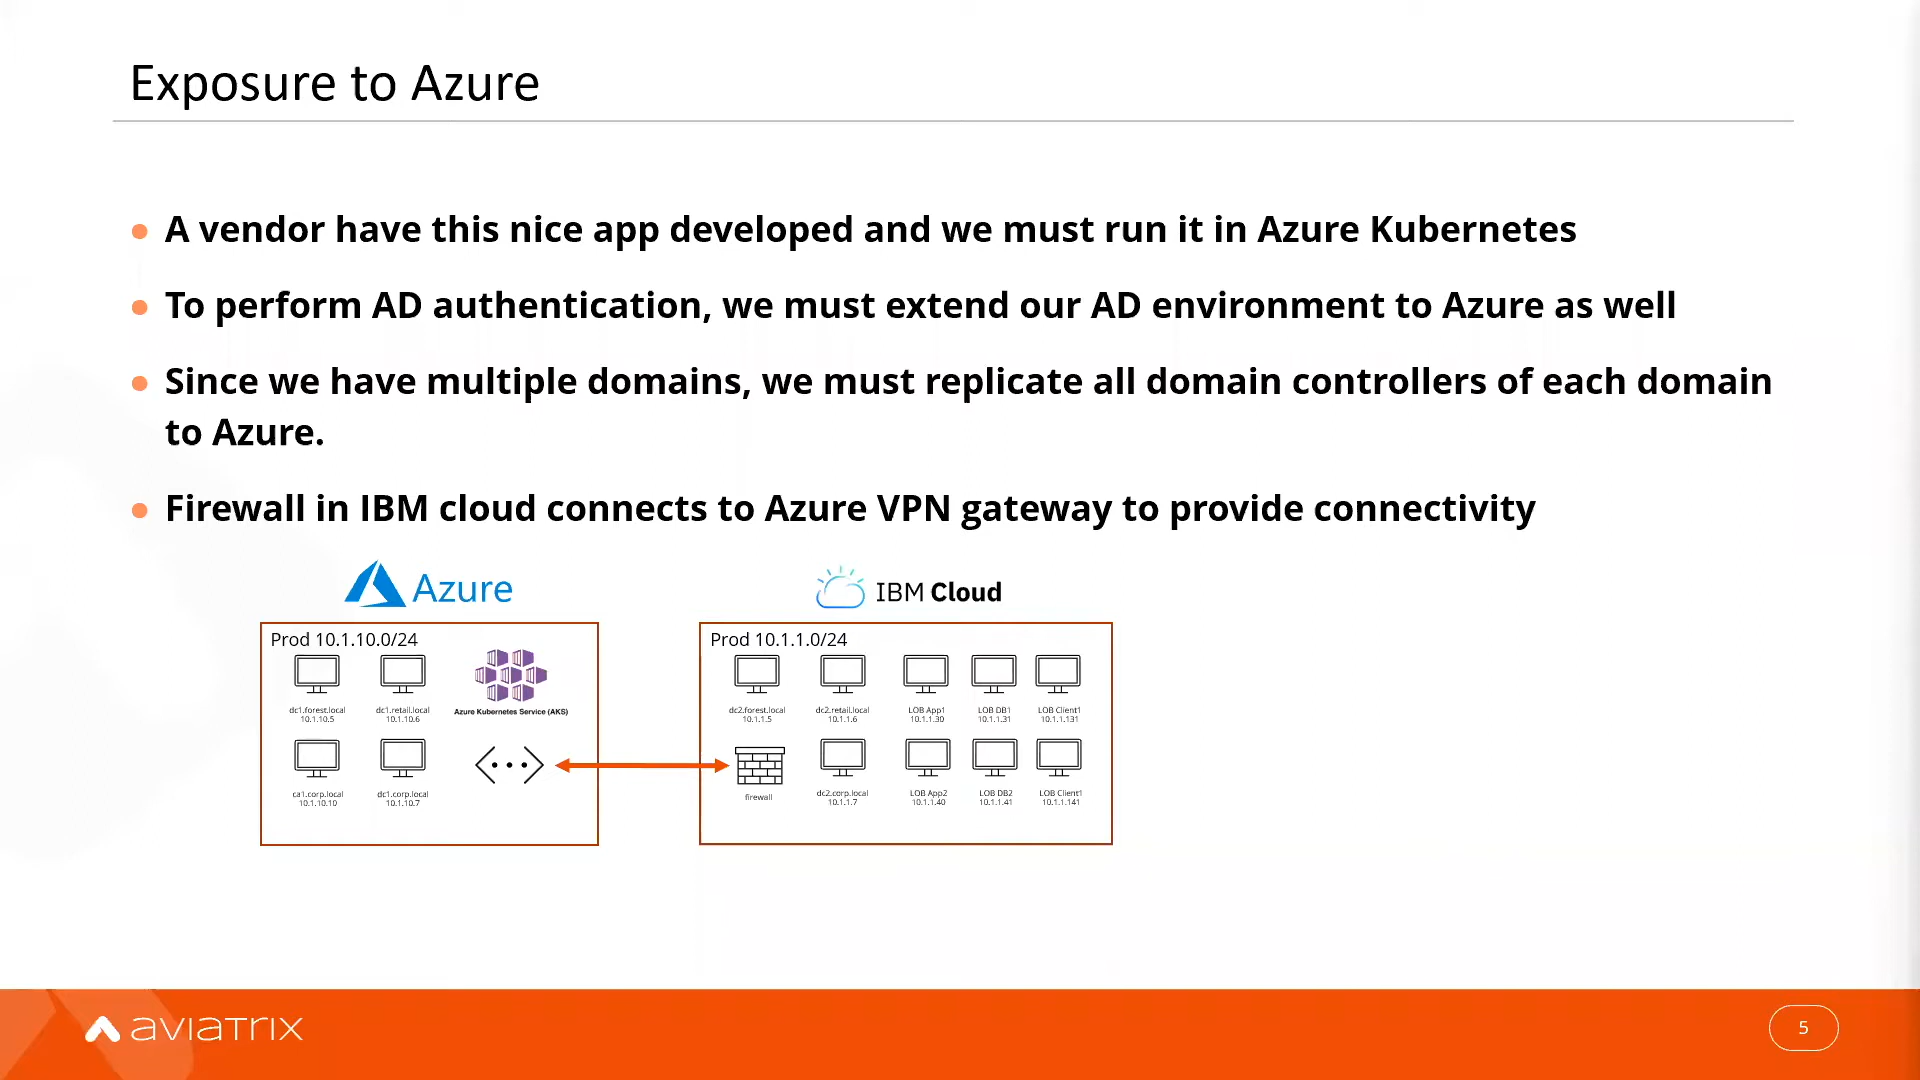 Exposure to Azure
A vendor have this nice app developed and we must run it in Azure Kubernetes
To perform AD authentication, we must extend our AD environment to Azure as well
Since we have multiple domains, we must replicate all domain controllers of each domain
to Azure.
Firewall in IBM cloud connects to Azure VPN gateway to provide connectivity
Azure
Prod 10.1.10.0/24
dc1.forest.local
10.1.10.5
dc1.retail.local
10.1.10.6
Azure Kubernetes Service (AKS)
ca1.corp.local
10.1.10.10
dc1.corp.local
10.1.10.7
IBM Cloud
Prod 10.1.1.0/24
dc2.forest.local
10.1.1.5
dc2.retail.local
10.1.1.6
LOB App1
10.1.1.30
LOB DB1
10.1.1.31
LOB Client1
10.1.1.131
firewall
dc2.corp.local
10.1.1.7
LOB App2
10.1.1.40
LOB DB2
10.1.1.41
LOB Client1
10.1.1.141
aviatrix
5